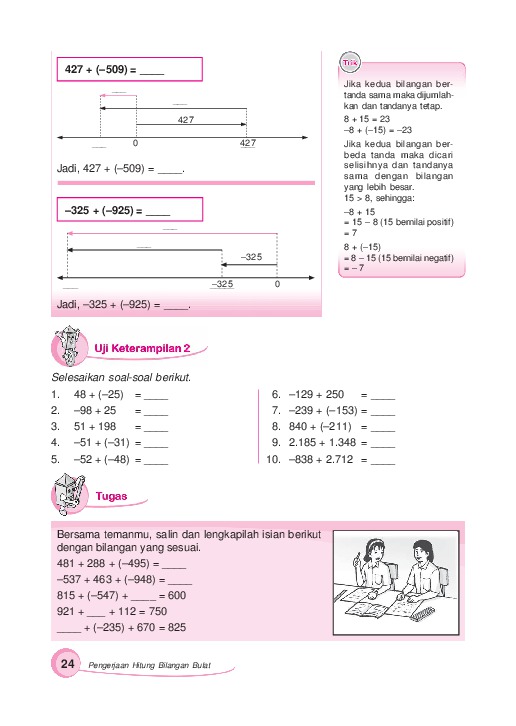 427 + (–509) = ____
427
0
427
Jadi, 427 + (–509) = ____.
–325 + (–925) = ____
–325
–325
0
Jadi, –325 + (–925) = ____.
Trik
Jika kedua bilangan ber-
tanda sama maka dijumlah-
kan dan tandanya tetap.
8 + 15 = 23
–8 + (–15) = –23
Jika kedua bilangan ber-
beda tanda maka dicari
selisihnya dan tandanya
sama dengan bilangan
yang lebih besar.
15 > 8, sehingga:
–8 + 15
= 15 – 8 (15 bernilai positif)
= 7
8 + (–15)
= 8 – 15 (15 bernilai negatif)
= – 7
Uji Keterampilan 2
Selesaikan soal-soal berikut.
1. 48 + (–25) = ____
2. –98 + 25 = ____
3. 51 + 198 = ____
4. –51 + (–31) = ____
5. –52 + (–48) = ____
6. –129 + 250 = ____
7. –239 + (–153) = ____
8. 840 + (–211) = ____
9. 2.185 + 1.348 = ____
10. –838 + 2.712 = ____
Tugas
Bersama temanmu, salin dan lengkapilah isian berikut
dengan bilangan yang sesuai.
481 + 288 + (–495) = ____
–537 + 463 + (–948) = ____
815 + (–547) + ____ = 600
921 + ___ + 112 = 750
____ + (–235) + 670 = 825
24 Pengerjaan Hitung Bilangan Bulat